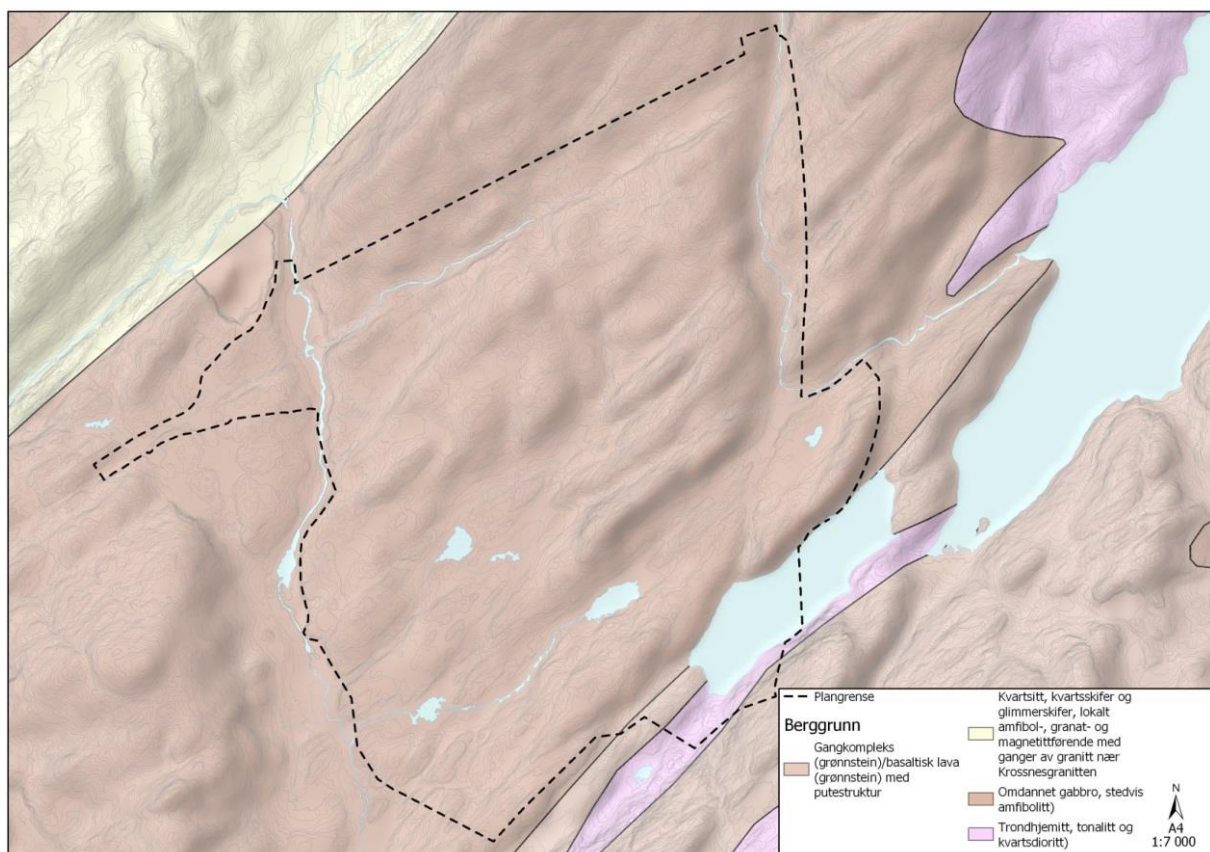 Plangrense
Berggrunn
Gangkompleks
(grønnstein)/basaltisk lava
(grønnstein) med
putestruktur
Kvartsitt, kvartsskifer og
glimmerskifer, lokalt
amfibol-, granat- og
magnetittførende med
ganger av granitt nær
Krossnesgranitten
Omdannet gabbro, stedvis
amfibolitt)
Trondhjemitt, tonalitt og
kvartsdioritt)
N
A4
1:7 000